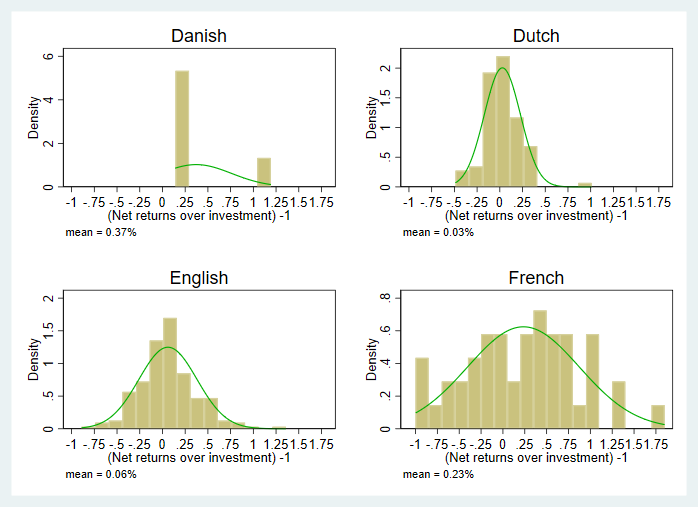 Danish
Density
0 2 4 6
-1 -.75 -.5 -.25 0 .25 .5 .75 1 1.25 1.5 1.75
(Net returns over investment) -1
mean = 0.37%
Dutch
Density
0 .5 1 1.5 2
-1 -.75 -.5 -.25 0 .25 .5 .75 1 1.25 1.5 1.75
(Net returns over investment) -1
mean = 0.03%
English
Density
0 .5 1 1.5 2
-1 -.75 -.5 -.25 0 .25 .5 .75 1 1.25 1.5 1.75
(Net returns over investment) -1
mean = 0.06%
French
Density
0 .2 .4 .6 .8
-1 -.75 -.5 -.25 0 .25 .5 .75 1 1.25 1.5 1.75
(Net returns over investment) -1
mean = 0.23%